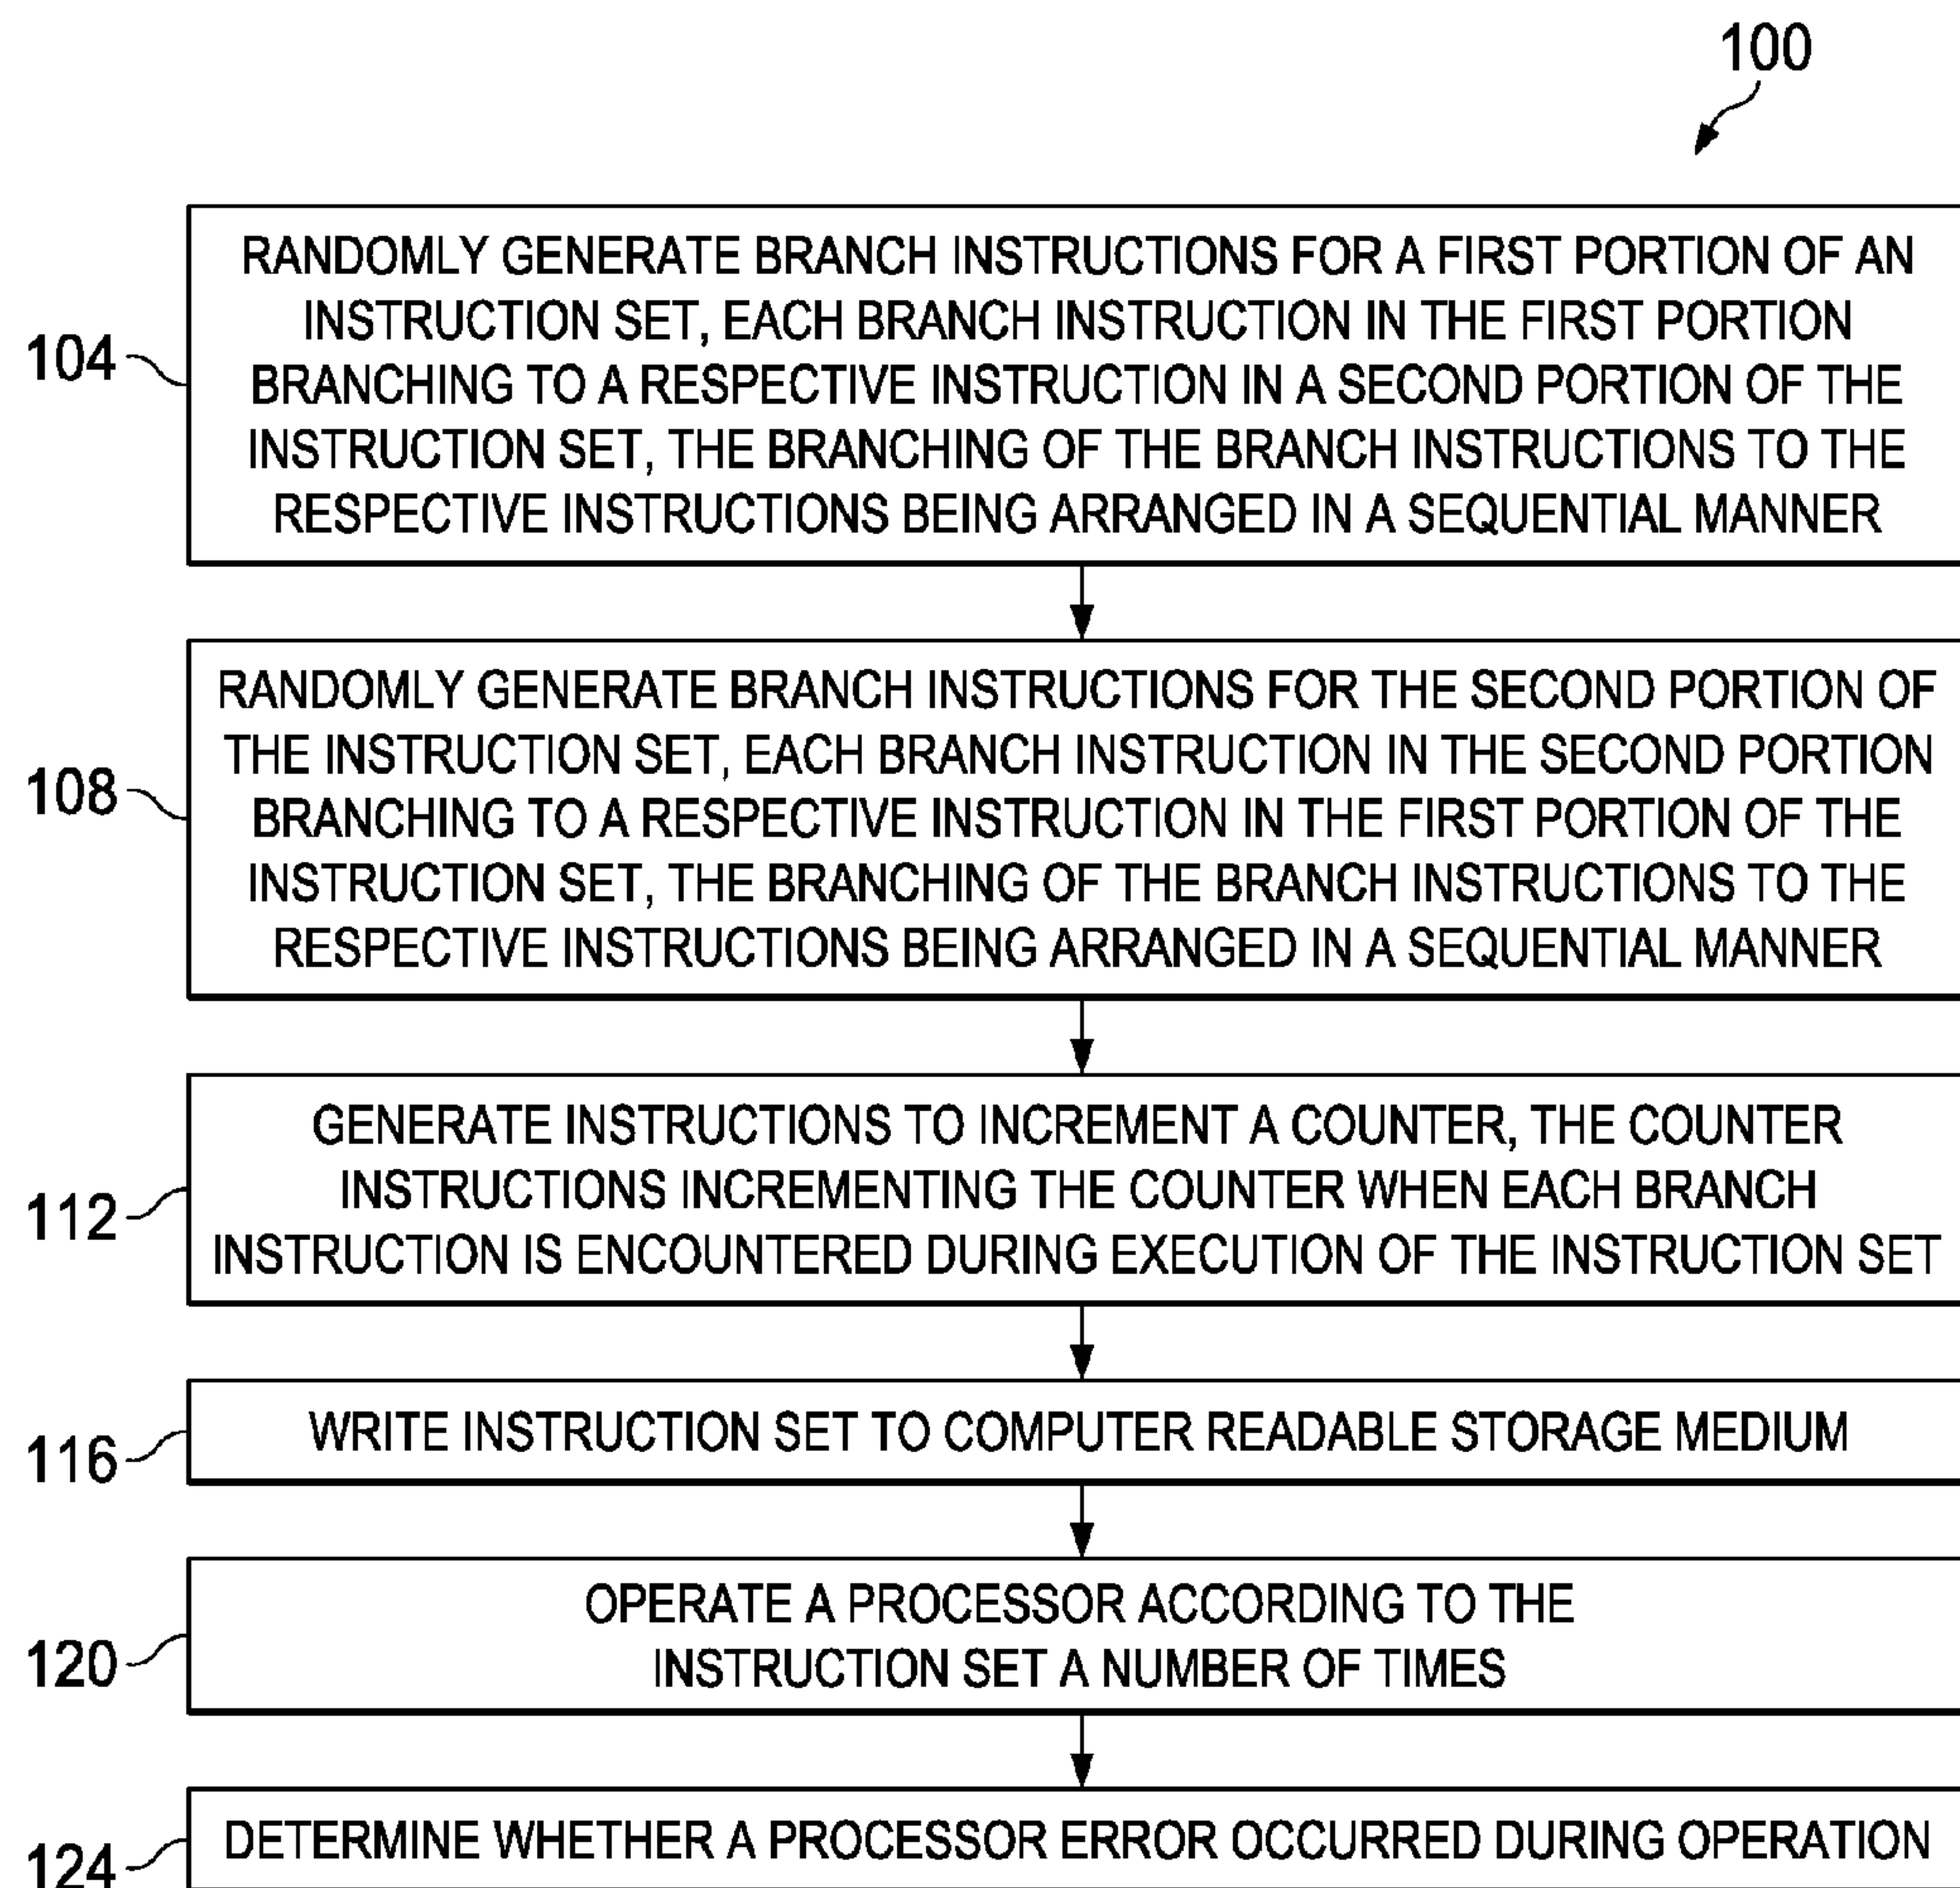 100
104
RANDOMLY GENERATE BRANCH INSTRUCTIONS FOR A FIRST PORTION OF AN
INSTRUCTION SET, EACH BRANCH INSTRUCTION IN THE FIRST PORTION
BRANCHING TO A RESPECTIVE INSTRUCTION IN A SECOND PORTION OF THE
INSTRUCTION SET, THE BRANCHING OF THE BRANCH INSTRUCTIONS TO THE
RESPECTIVE INSTRUCTIONS BEING ARRANGED IN A SEQUENTIAL MANNER
108
RANDOMLY GENERATE BRANCH INSTRUCTIONS FOR THE SECOND PORTION OF
THE INSTRUCTION SET, EACH BRANCH INSTRUCTION IN THE SECOND PORTION
BRANCHING TO A RESPECTIVE INSTRUCTION IN THE FIRST PORTION OF THE
INSTRUCTION SET, THE BRANCHING OF THE BRANCH INSTRUCTIONS TO THE
RESPECTIVE INSTRUCTIONS BEING ARRANGED IN A SEQUENTIAL MANNER
112
GENERATE INSTRUCTIONS TO INCREMENT A COUNTER, THE COUNTER
INSTRUCTIONS INCREMENTING THE COUNTER WHEN EACH BRANCH
INSTRUCTION IS ENCOUNTERED DURING EXECUTION OF THE INSTRUCTION SET
116
WRITE INSTRUCTION SET TO COMPUTER READABLE STORAGE MEDIUM
120
OPERATE A PROCESSOR ACCORDING TO THE
INSTRUCTION SET A NUMBER OF TIMES
124
DETERMINE WHETHER A PROCESSOR ERROR OCCURRED DURING OPERATION